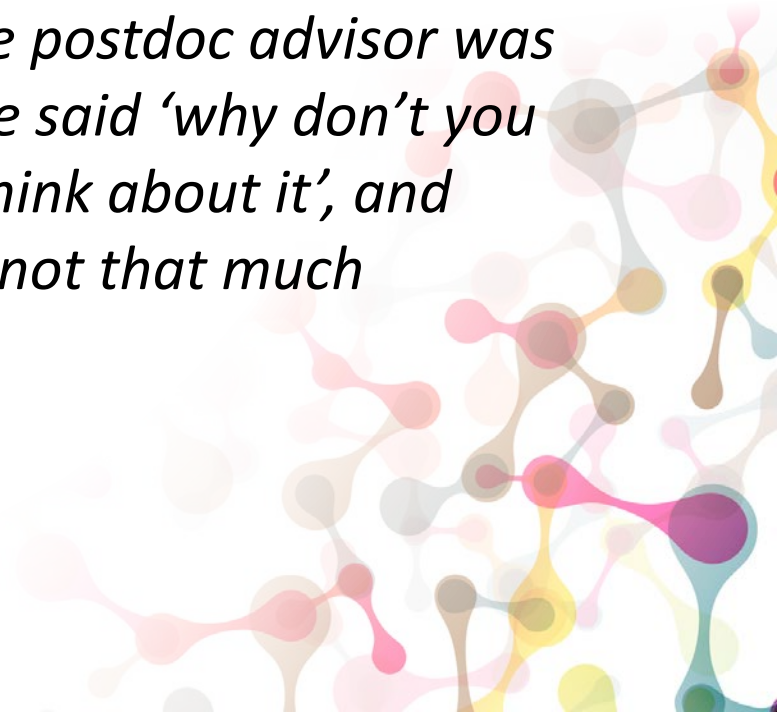 e postdoc advisor was
e said ‘why don’t you
hink about it’, and
not that much